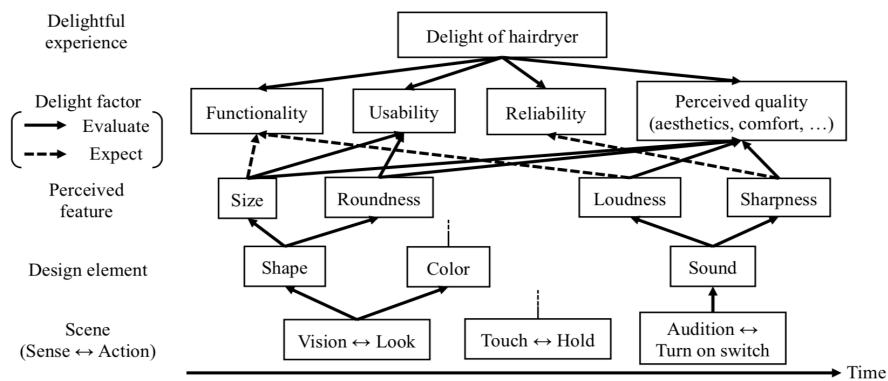 Delightful
experience
Delight of hairdryer
Delight factor
Evaluate
Expect
Functionality
Usability
Reliability
Perceived quality
(aesthetics, comfort, …)
Perceived
feature
Size
Roundness
Loudness
Sharpness
Design element
Shape
Color
Sound
Scene
(Sense ↔ Action)
Vision ↔ Look
Touch ↔ Hold
Audition ↔
Turn on switch
Time